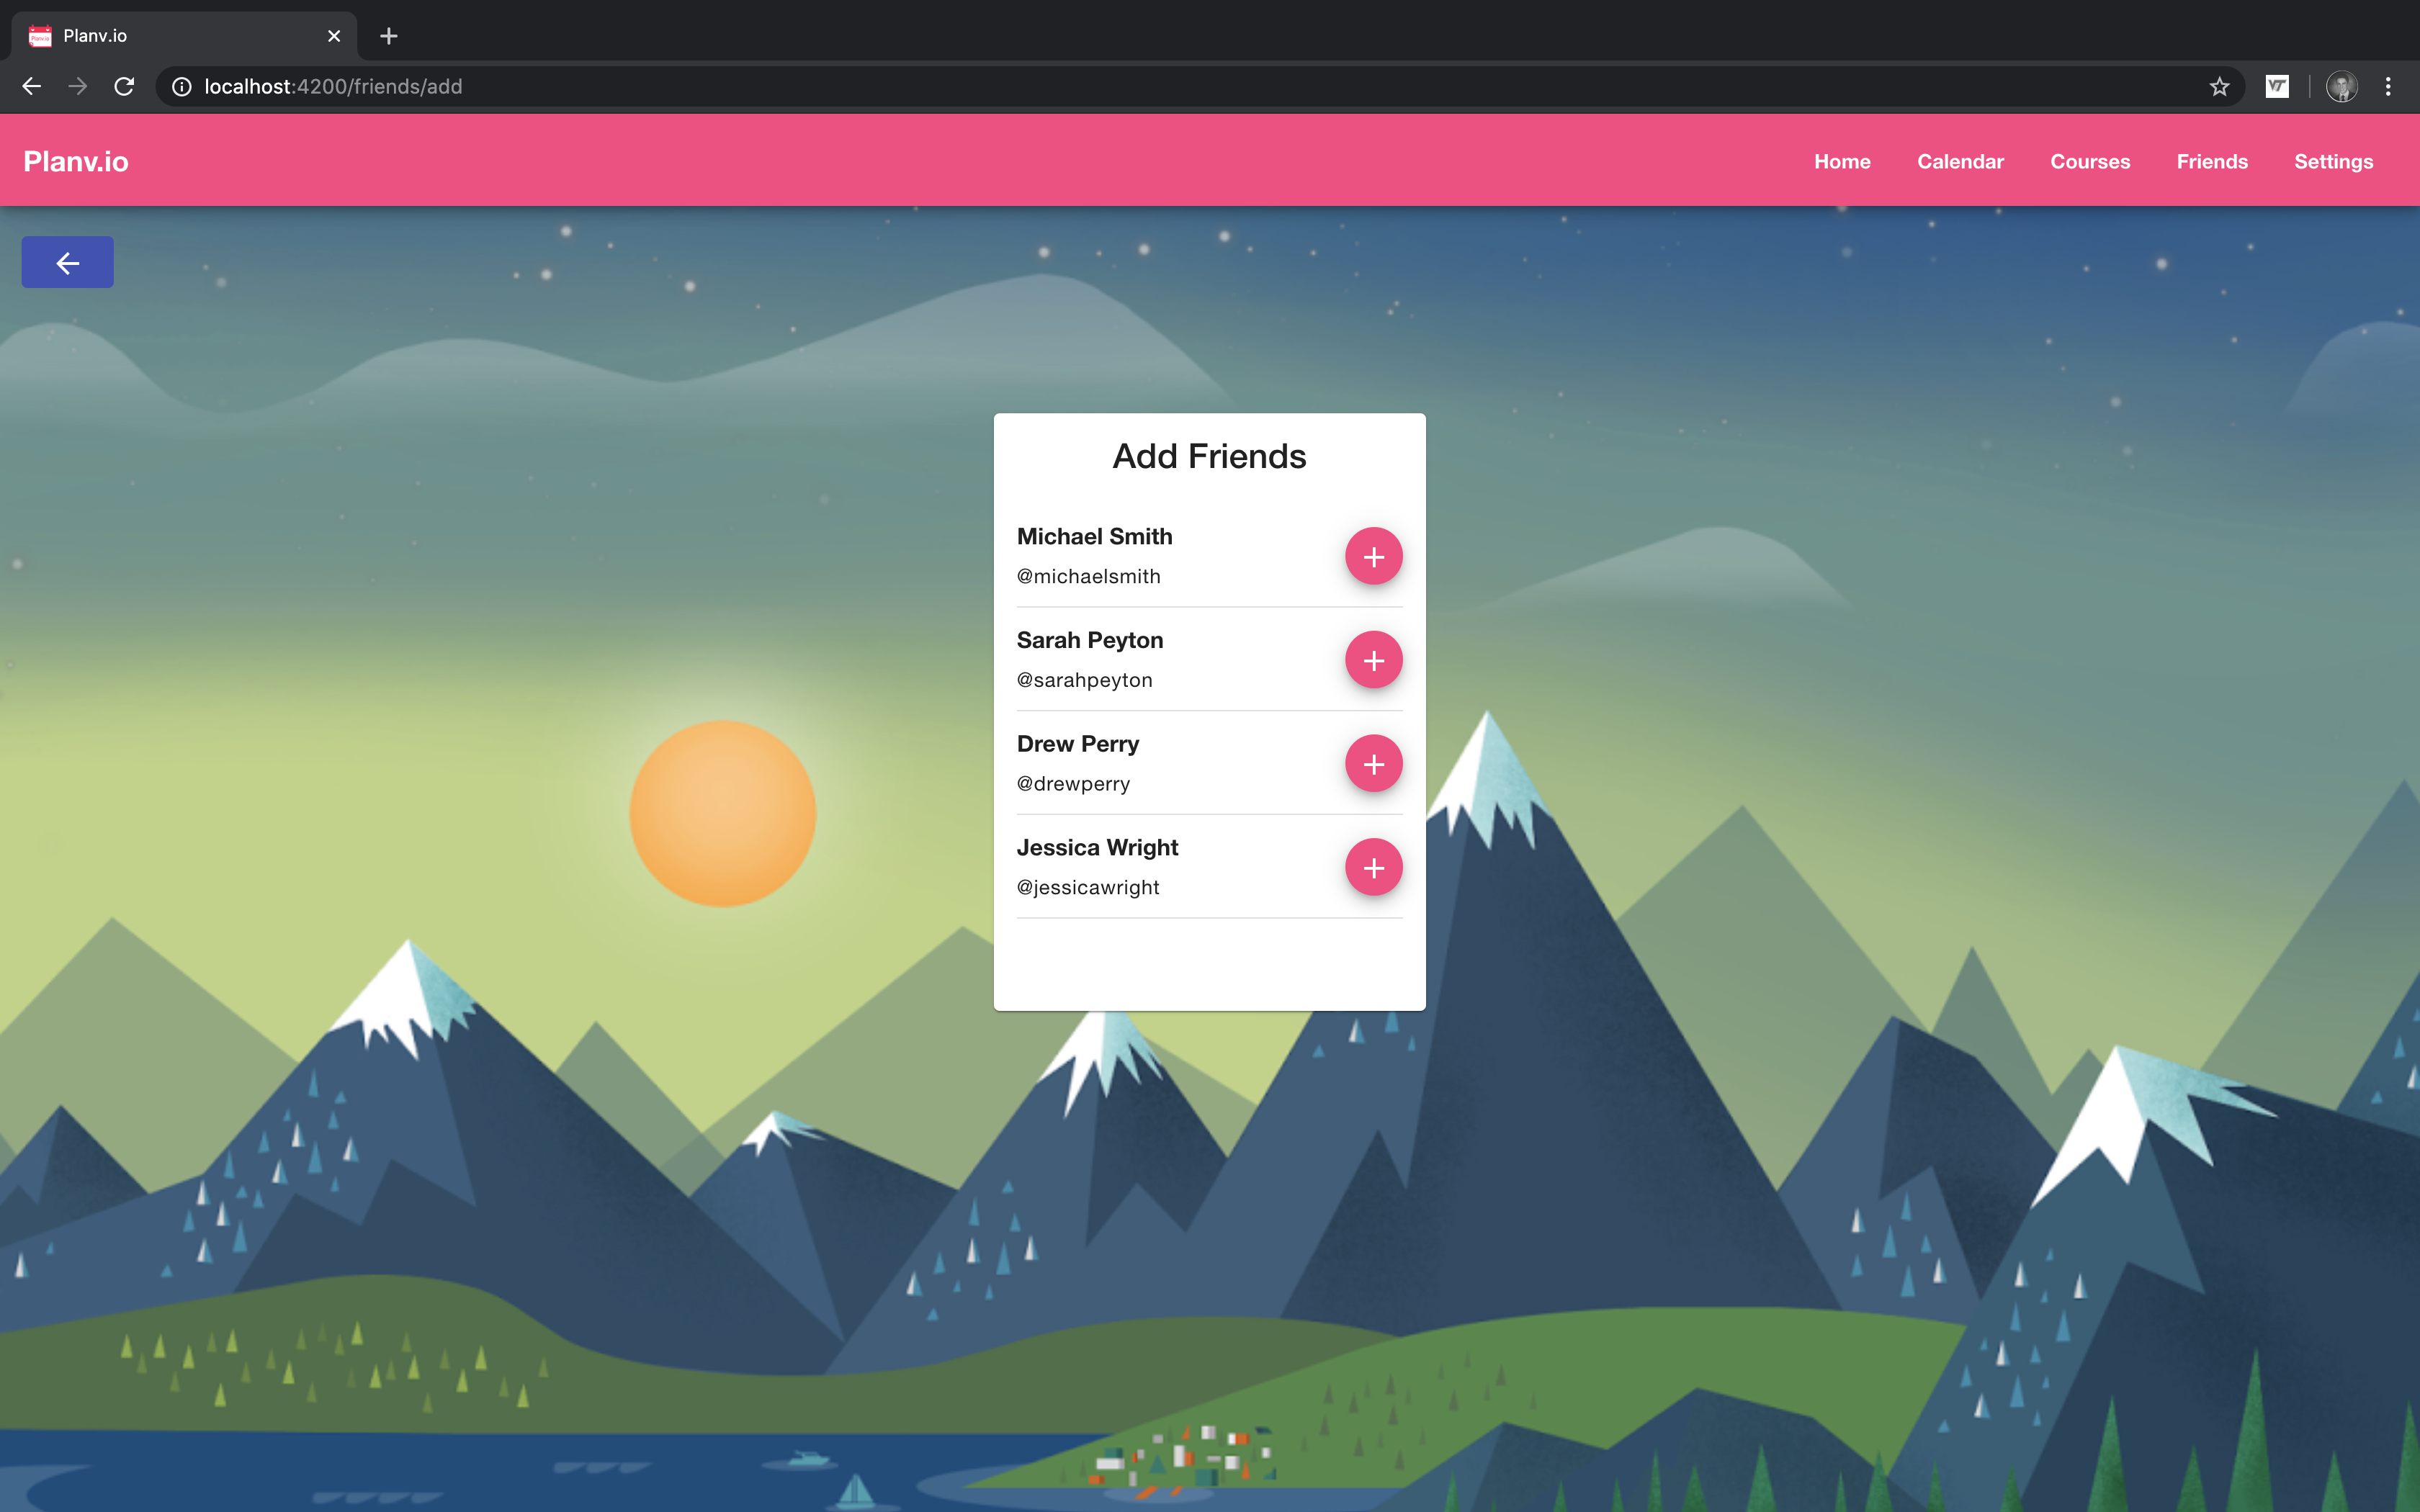 Planv.io
localhost:4200/friends/add
Planv.io
Home Calendar Courses Friends Settings
Add Friends
Michael Smith
@michaelsmith
Sarah Peyton
@sarahpeyton
Drew Perry
@drewperry
Jessica Wright
@jessicawright